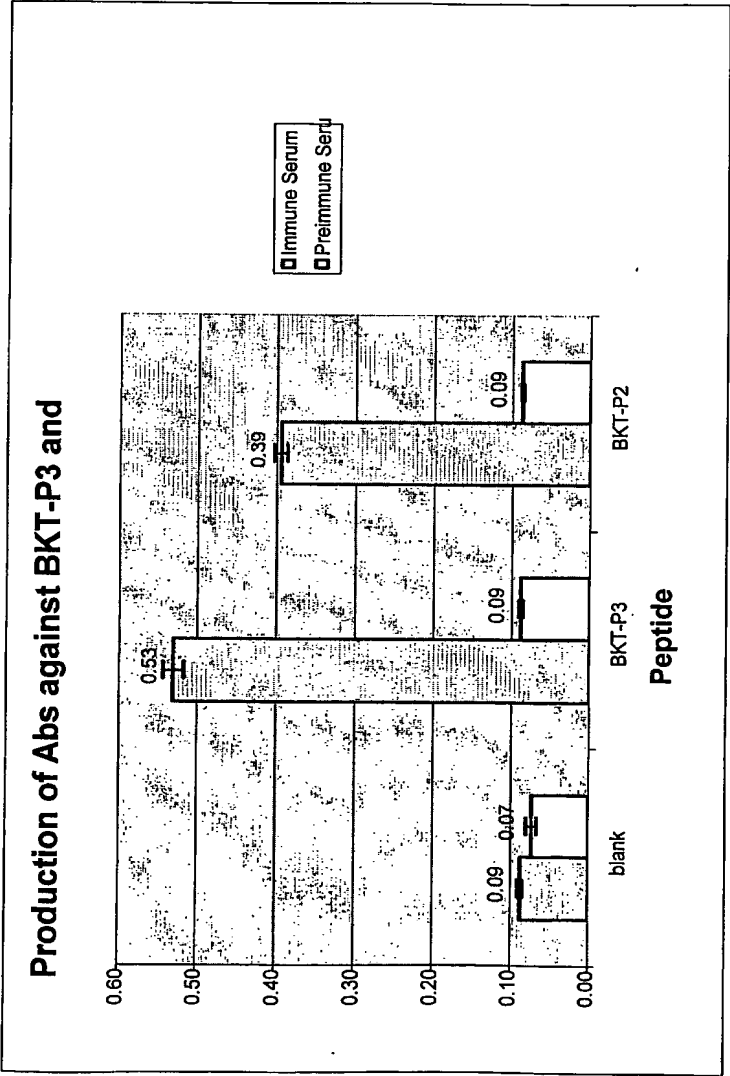 Production of Abs against BKT-P3 and
0.60
0.50
0.40
0.30
0.20
0.10
0.00
0.09
0.07
0.53
0.09
0.39
0.09
blank
BKT-P3
BKT-P2
Peptide
Immune Serum
Preimmune Seru